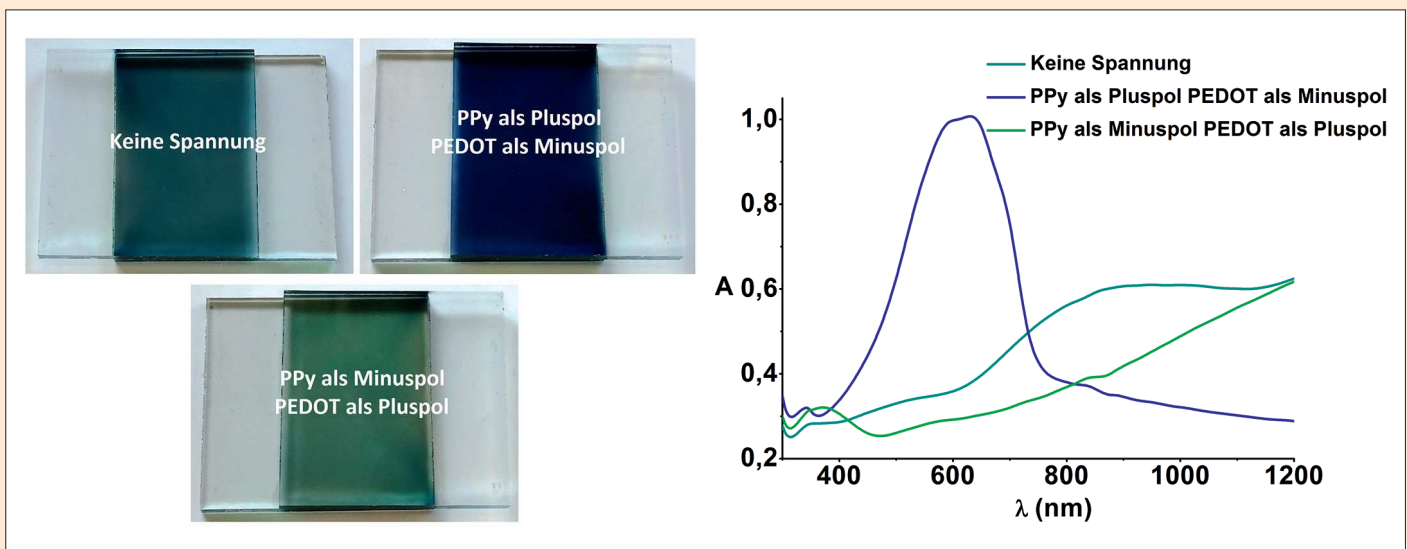 Keine Spannung
PPy als Pluspol
PEDOT als Minuspol
PPy als Minuspol
PEDOT als Pluspol
Keine Spannung
PPy als Pluspol PEDOT als Minuspol
PPy als Minuspol PEDOT als Pluspol
1,0
0,8
A 0,6
0,4
0,2
400 600 800 1000 1200
λ (nm)